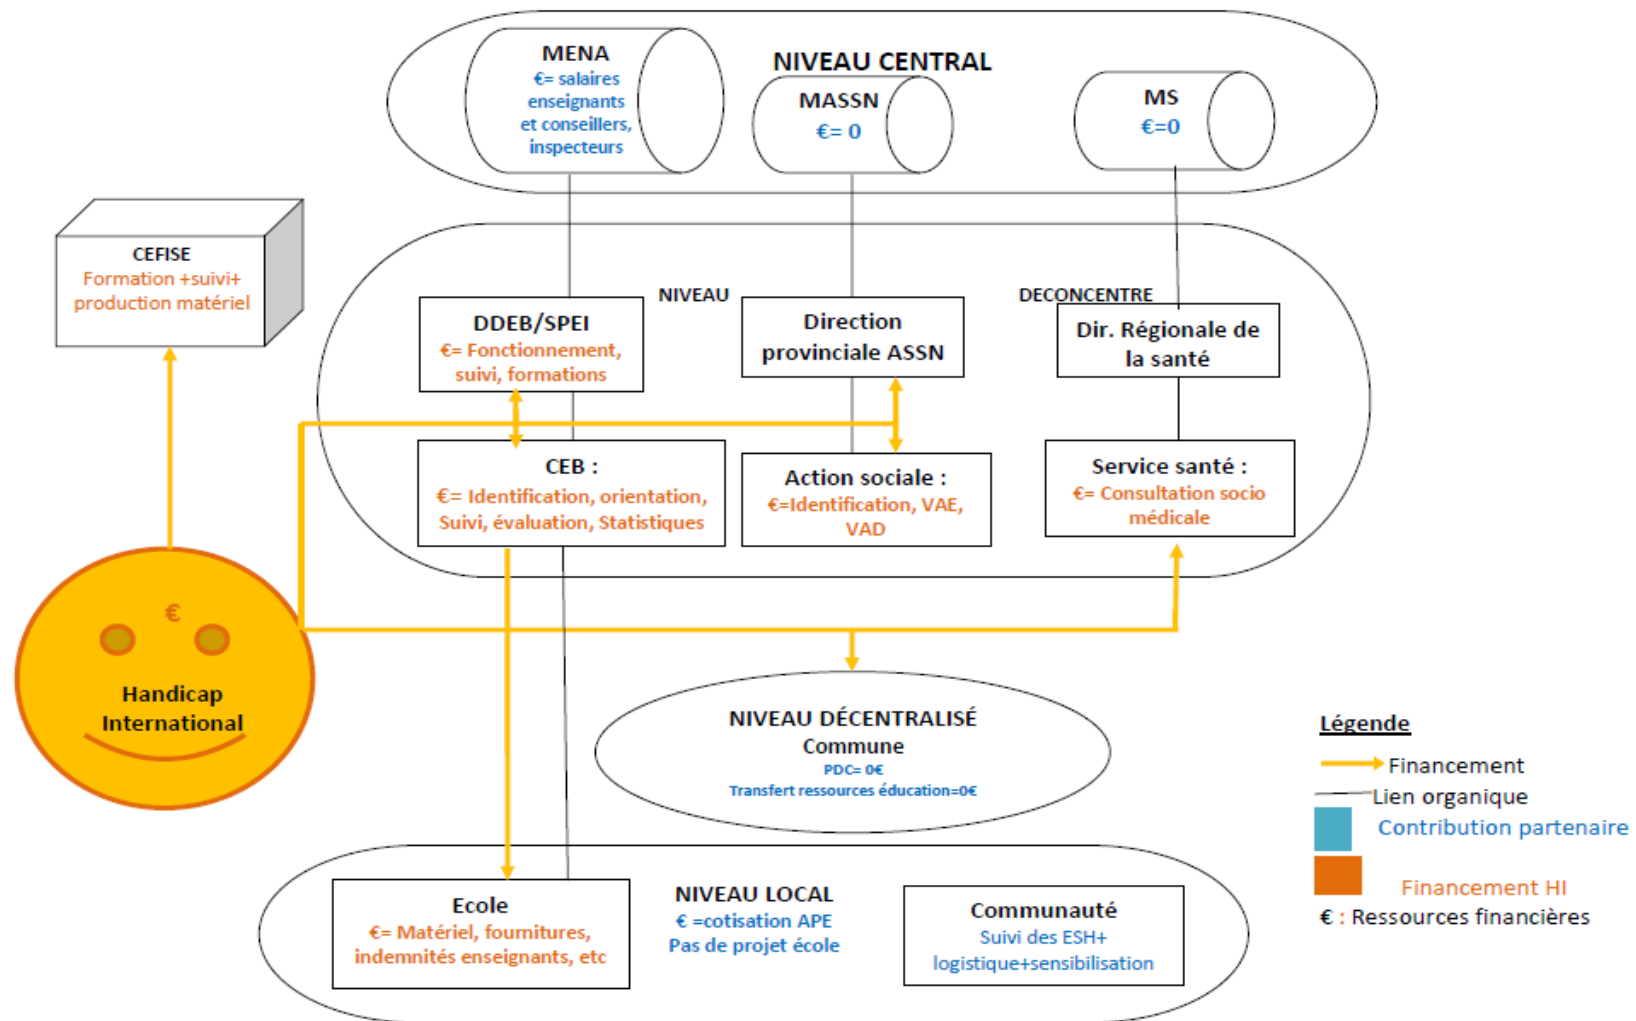 NIVEAU CENTRAL
MENA
€= salaires
enseignants
et conseillers,
inspecteurs
MASSN
€= 0
MS
€=0
CEFISE
Formation +suivi+
production matériel
NIVEAU
DECONCENTRE
DDEB/SPEI
€= Fonctionnement,
suivi, formations
Direction
provinciale ASSN
Dir. Régionale de
la santé
CEB :
€= Identification, orientation,
Suivi, évaluation, Statistiques
Action sociale :
€=Identification, VAE,
VAD
Service santé :
€= Consultation socio
médicale
€
Handicap
International
NIVEAU DÉCENTRALISÉ
Commune
PDC= 0€
Transfert ressources éducation=0€
Ecole
€= Matériel, fournitures,
indemnités enseignants, etc
NIVEAU LOCAL
€ =cotisation APE
Pas de projet école
Communauté
Suivi des ESH+
logistique+sensibilisation
Légende
Financement
Lien organique
Contribution partenaire
Financement HI
€ : Ressources financières